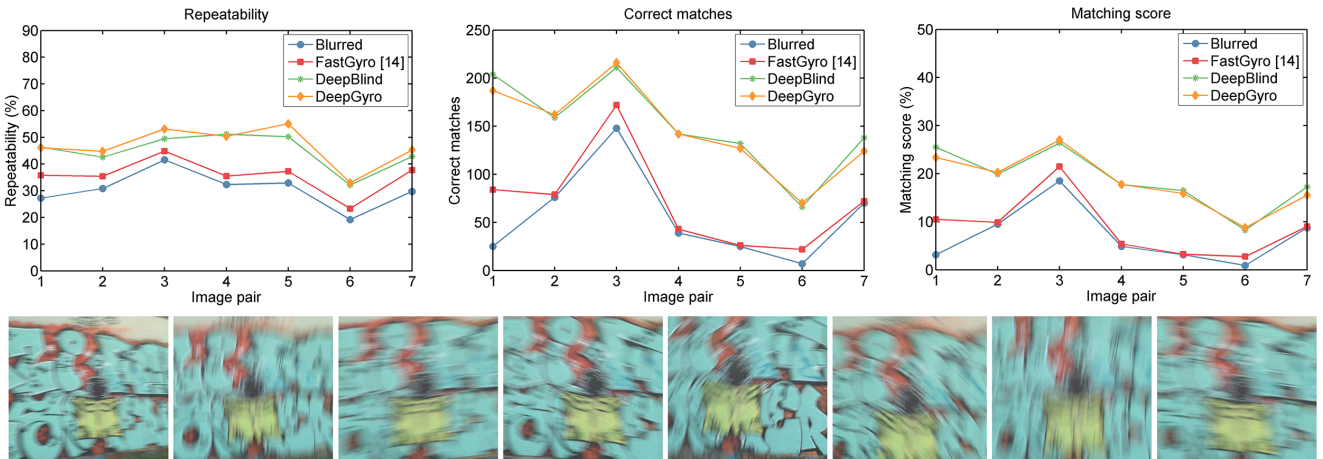 Repeatability
90
80
70
60
50
40
30
20
10
0
Repeatability (%)
Blurred
FastGyro [14]
DeepBlind
DeepGyro
1 2 3 4 5 6 7
Image pair
Correct matches
250
200
150
100
50
0
Correct matches
Blurred
FastGyro [14]
DeepBlind
DeepGyro
1 2 3 4 5 6 7
Image pair
Matching score
50
40
30
20
10
0
Matching score (%)
Blurred
FastGyro [14]
DeepBlind
DeepGyro
1 2 3 4 5 6 7
Image pair